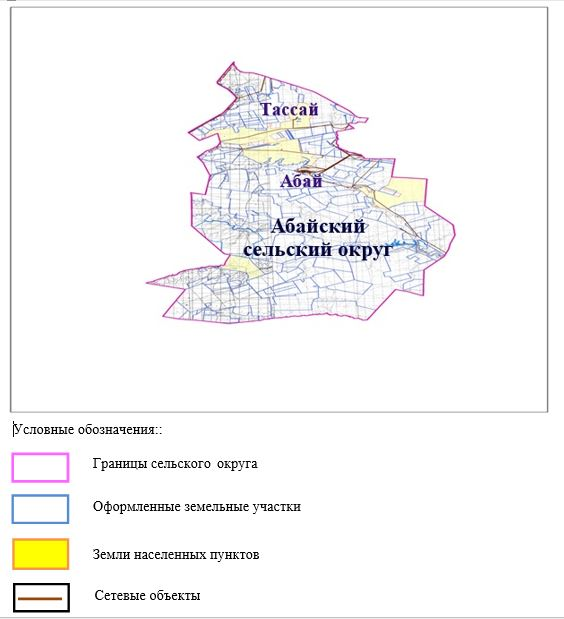 Тассай
Абай
Абайский
сельский округ
Условные обозначения::
Границы сельского округа
Оформленные земельные участки
Земли населенных пунктов
Сетевые объекты